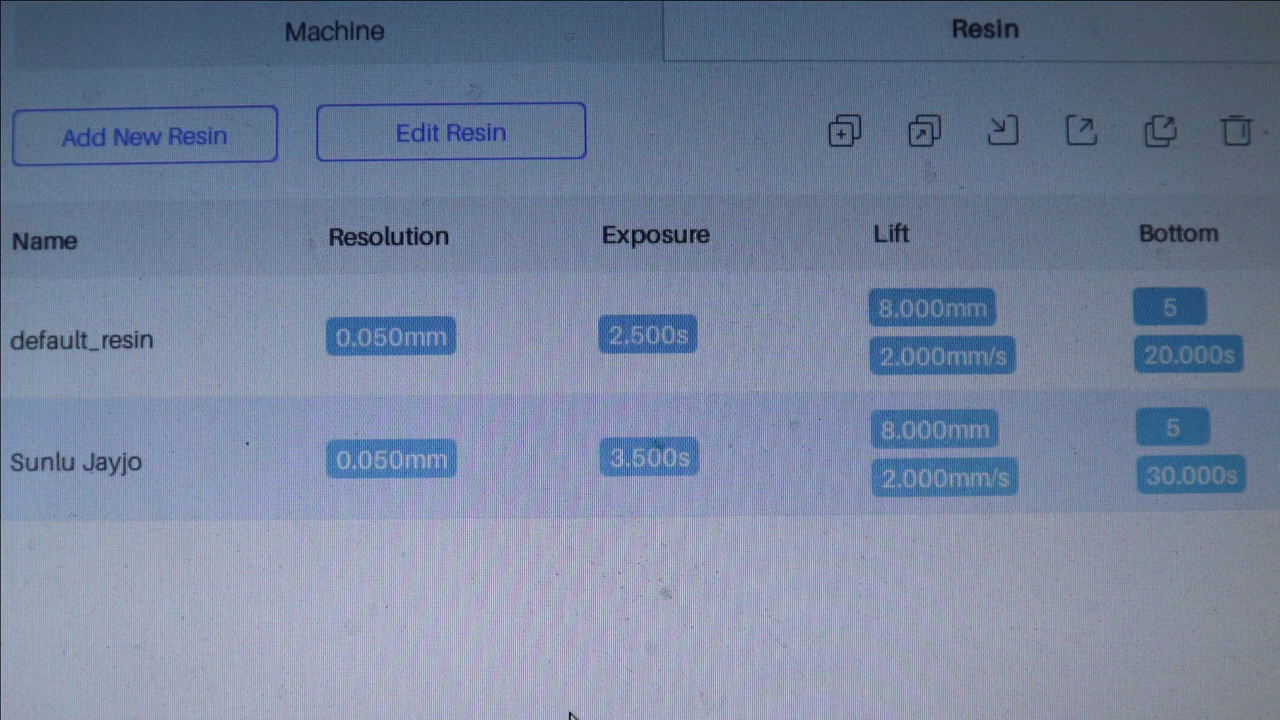 Machine Resin
Add New Resin Edit Resin
Name Resolution Exposure Lift Bottom
default_resin 0.050mm 2.500s 8.000mm 5
2.000mm/s 20.000s
Sunlu Jayjo 0.050mm 3.500s 8.000mm 5
2.000mm/s 30.000s